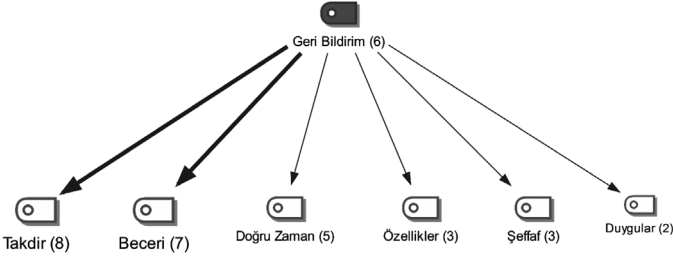 Geri Bildirim (6)
Takdir (8)
Beceri (7)
Doğru Zaman (5)
Özellikler (3)
Şeffaf (3)
Duygular (2)